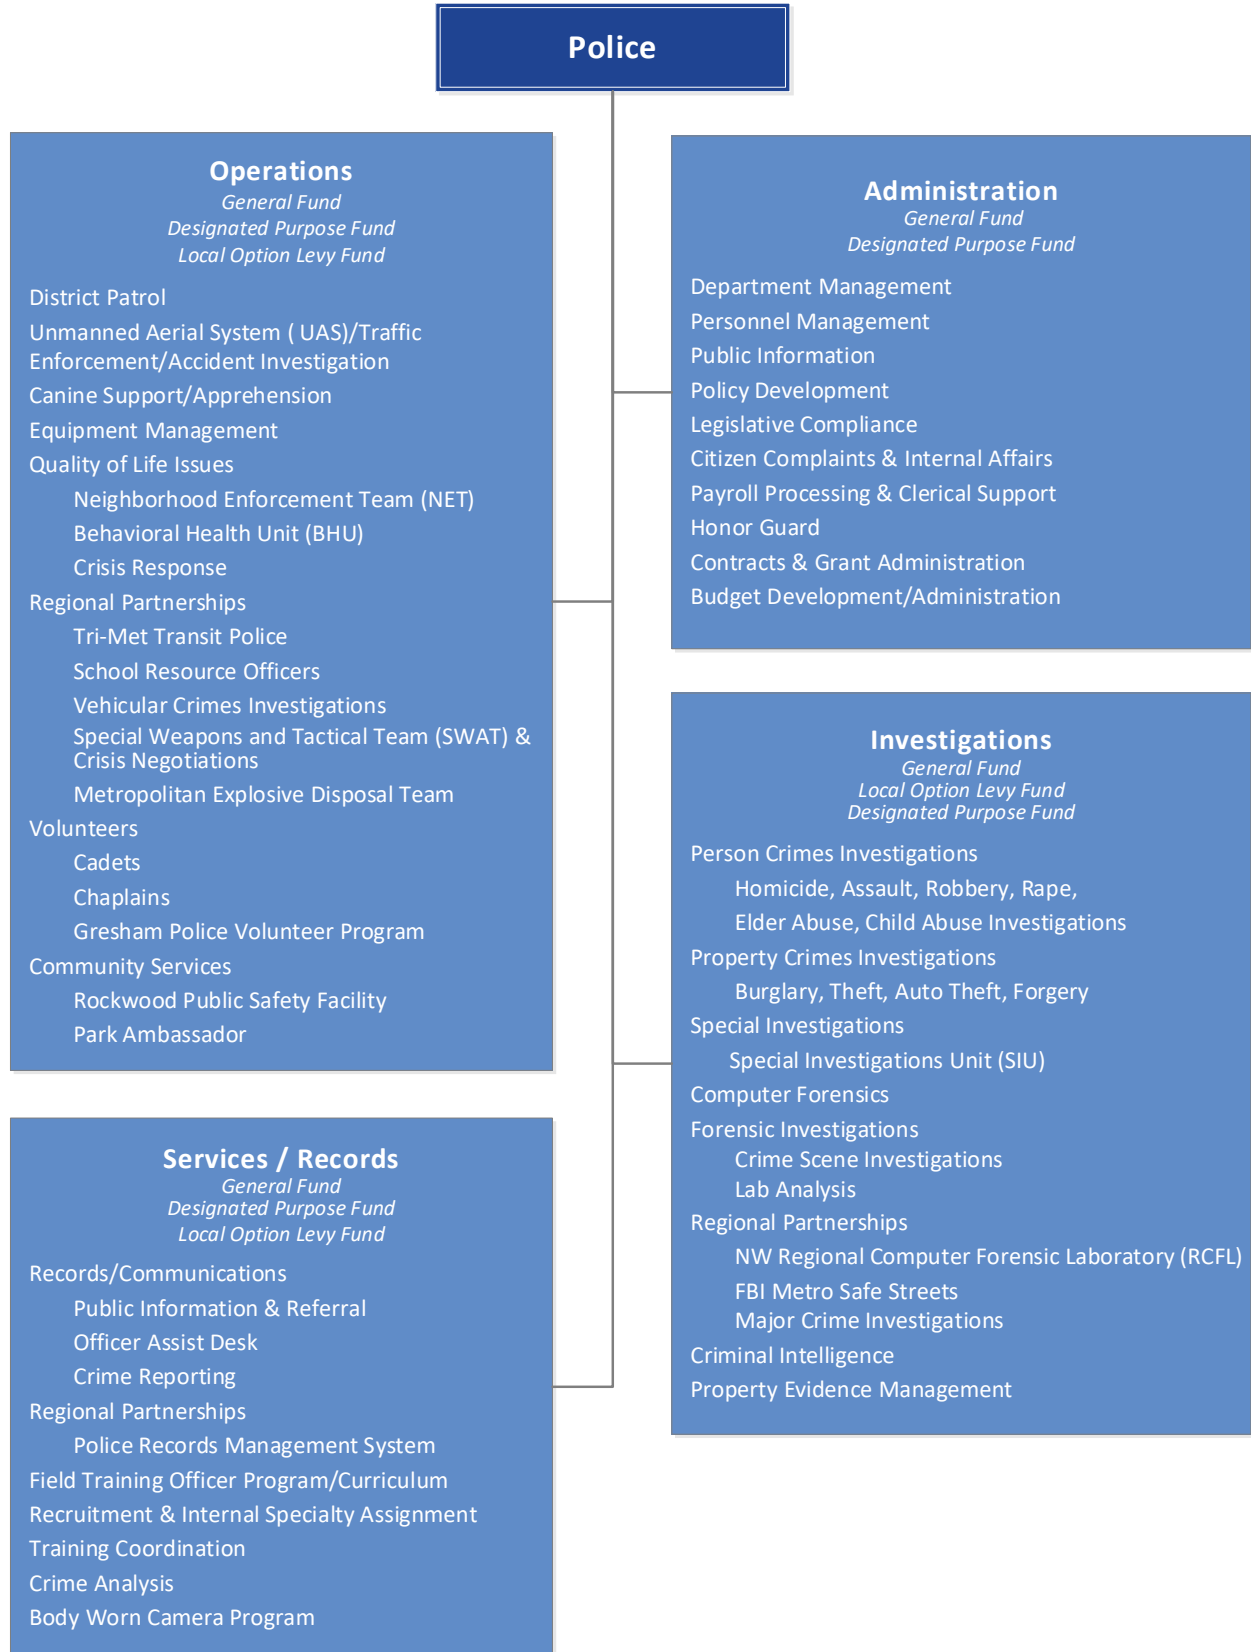 Police
Operations
General Fund
Designated Purpose Fund
Local Option Levy Fund
District Patrol
Unmanned Aerial System ( UAS)/Traffic
Enforcement/Accident Investigation
Canine Support/Apprehension
Equipment Management
Quality of Life Issues
Neighborhood Enforcement Team (NET)
Behavioral Health Unit (BHU)
Crisis Response
Regional Partnerships
Tri-Met Transit Police
School Resource Officers
Vehicular Crimes Investigations
Special Weapons and Tactical Team (SWAT) &
Crisis Negotiations
Metropolitan Explosive Disposal Team
Volunteers
Cadets
Chaplains
Gresham Police Volunteer Program
Community Services
Rockwood Public Safety Facility
Park Ambassador
Administration
General Fund
Designated Purpose Fund
Department Management
Personnel Management
Public Information
Policy Development
Legislative Compliance
Citizen Complaints & Internal Affairs
Payroll Processing & Clerical Support
Honor Guard
Contracts & Grant Administration
Budget Development/Administration
Services / Records
General Fund
Designated Purpose Fund
Local Option Levy Fund
Records/Communications
Public Information & Referral
Officer Assist Desk
Crime Reporting
Regional Partnerships
Police Records Management System
Field Training Officer Program/Curriculum
Recruitment & Internal Specialty Assignment
Training Coordination
Crime Analysis
Body Worn Camera Program
Investigations
General Fund
Local Option Levy Fund
Designated Purpose Fund
Person Crimes Investigations
Homicide, Assault, Robbery, Rape,
Elder Abuse, Child Abuse Investigations
Property Crimes Investigations
Burglary, Theft, Auto Theft, Forgery
Special Investigations
Special Investigations Unit (SIU)
Computer Forensics
Forensic Investigations
Crime Scene Investigations
Lab Analysis
Regional Partnerships
NW Regional Computer Forensic Laboratory (RCFL)
FBI Metro Safe Streets
Major Crime Investigations
Criminal Intelligence
Property Evidence Management